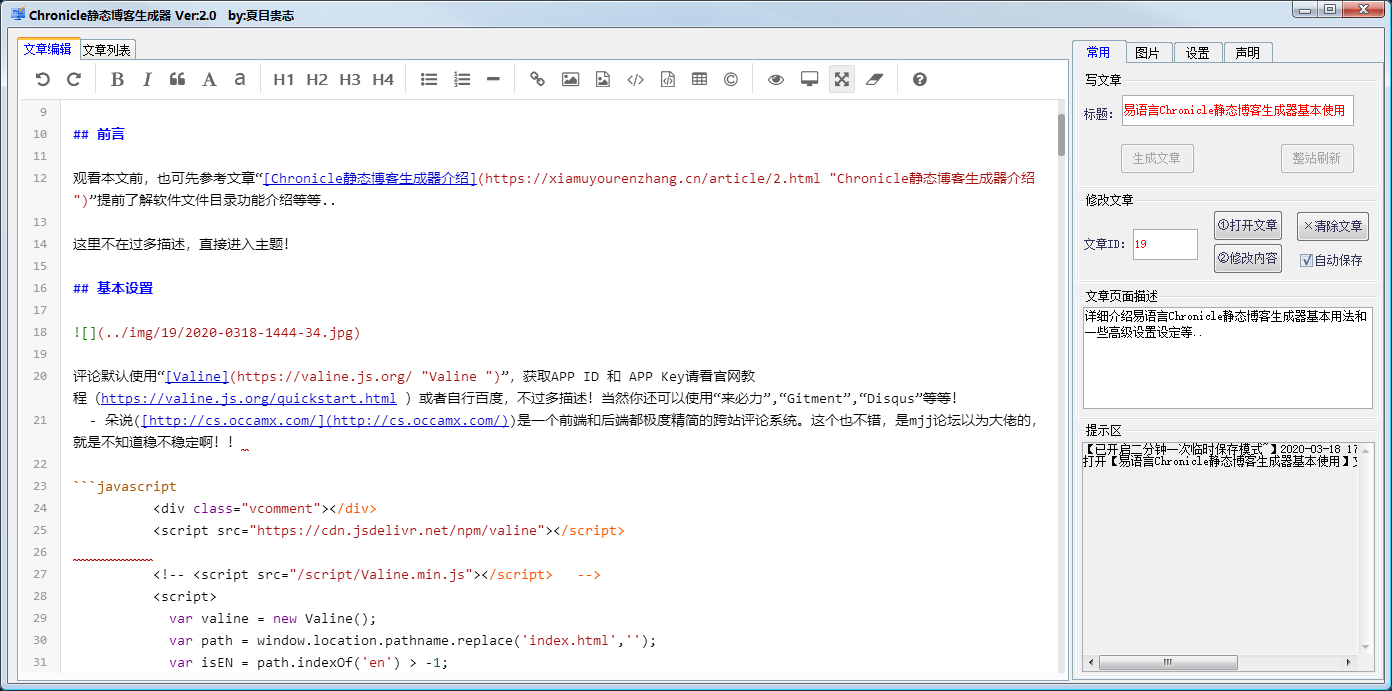 Chronicle静态博客生成器 Ver:2.0 by:夏目贵志
文章编辑 文章列表
B I A a H1 H2 H3 H4
9
10 ## 前言
11
12 观看本文前，也可先参考文章“[Chronicle静态博客生成器介绍](https://xiamuyourenzhang.cn/article/2.html "Chronicle静态博客生成器介绍
")”提前了解软件文件目录功能介绍等等..
13
14 这里不在过多描述，直接进入主题！
15
16 ## 基本设置
17
18 ![](../img/19/2020-0318-1444-34.jpg)
19
20 评论默认使用“[Valine](https://valine.js.org/ "Valine ")”，获取APP ID 和 APP Key请看官网教
程（https://valine.js.org/quickstart.html ）或者自行百度，不过多描述！当然你还可以使用“来必力”,“Gitment”,“Disqus”等等！
21 - 朵说([http://cs.occamx.com/](http://cs.occamx.com/))是一个前端和后端都极度精简的跨站评论系统。这个也不错，是mjj论坛以为大佬的，
就是不知道稳不稳定啊！！
22
23 ```javascript
24 <div class="vcomment"></div>
25 <script src="https://cdn.jsdelivr.net/npm/valine"></script>
26
27 <!-- <script src="/script/Valine.min.js"></script> -->
28 <script>
29 var valine = new Valine();
30 var path = window.location.pathname.replace('index.html','');
31 var isEN = path.indexOf('en') > -1;
常用 图片 设置 声明
写文章
标题: 易语言Chronicle静态博客生成器基本使用
生成文章 整站刷新
修改文章
文章ID: 19
①打开文章 ×清除文章
②修改内容 自动保存
文章页面描述
详细介绍易语言Chronicle静态博客生成器基本用法和
一些高级设置设定等..
提示区
【已开启二分钟一次临时保存模式~】2020-03-18 17
打开【易语言Chronicle静态博客生成器基本使用】